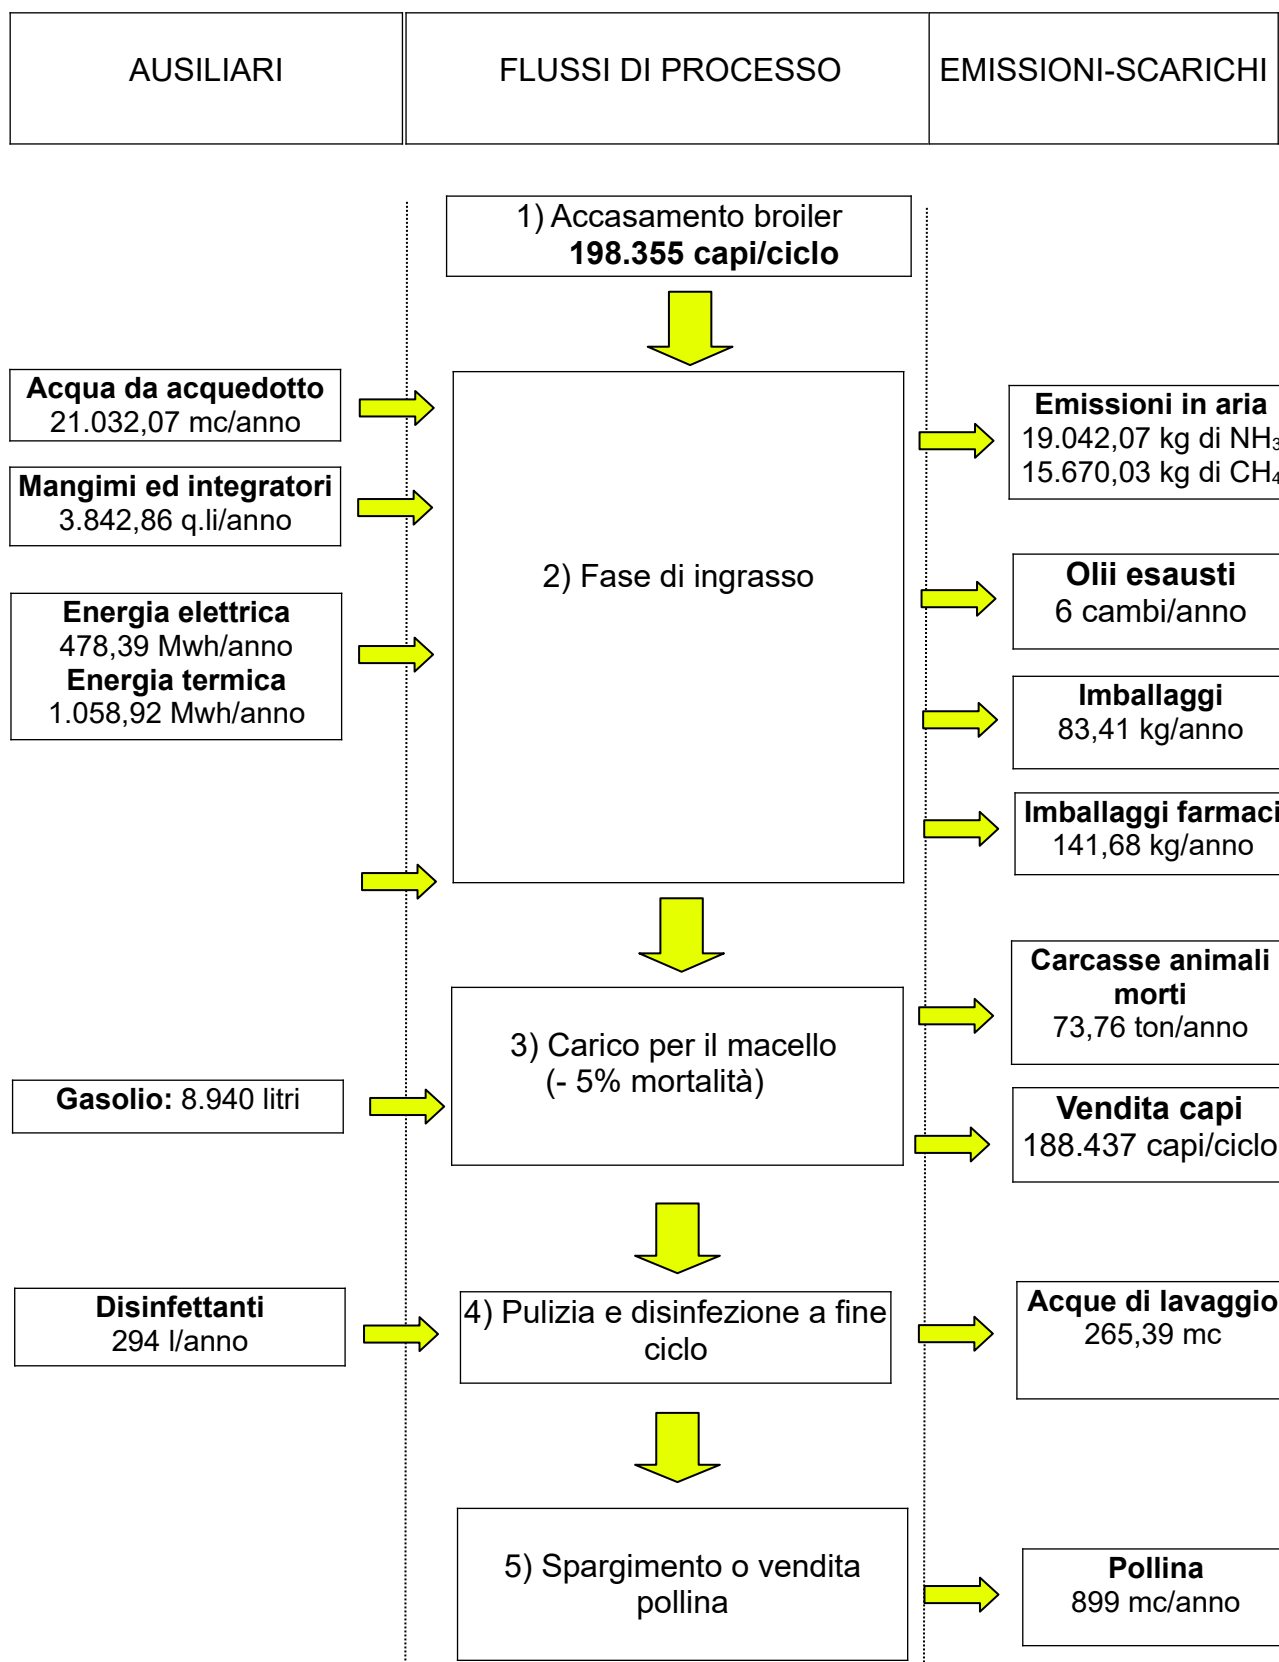 AUSILIARI
FLUSSI DI PROCESSO
EMISSIONI-SCARICHI
1) Accasamento broiler
198.355 capi/ciclo
Acqua da acquedotto
21.032,07 mc/anno
Mangimi ed integratori
3.842,86 q.li/anno
Energia elettrica
478,39 Mwh/anno
Energia termica
1.058,92 Mwh/anno
2) Fase di ingrasso
Emissioni in aria
19.042,07 kg di NH₃
15.670,03 kg di CH₄
Olii esausti
6 cambi/anno
Imballaggi
83,41 kg/anno
Imballaggi farmaci
141,68 kg/anno
Carcasse animali
morti
73,76 ton/anno
3) Carico per il macello
(- 5% mortalità)
Gasolio: 8.940 litri
Vendita capi
188.437 capi/ciclo
Disinfettanti
294 l/anno
4) Pulizia e disinfezione a fine
ciclo
Acque di lavaggio
265,39 mc
5) Spargimento o vendita
pollina
Pollina
899 mc/anno